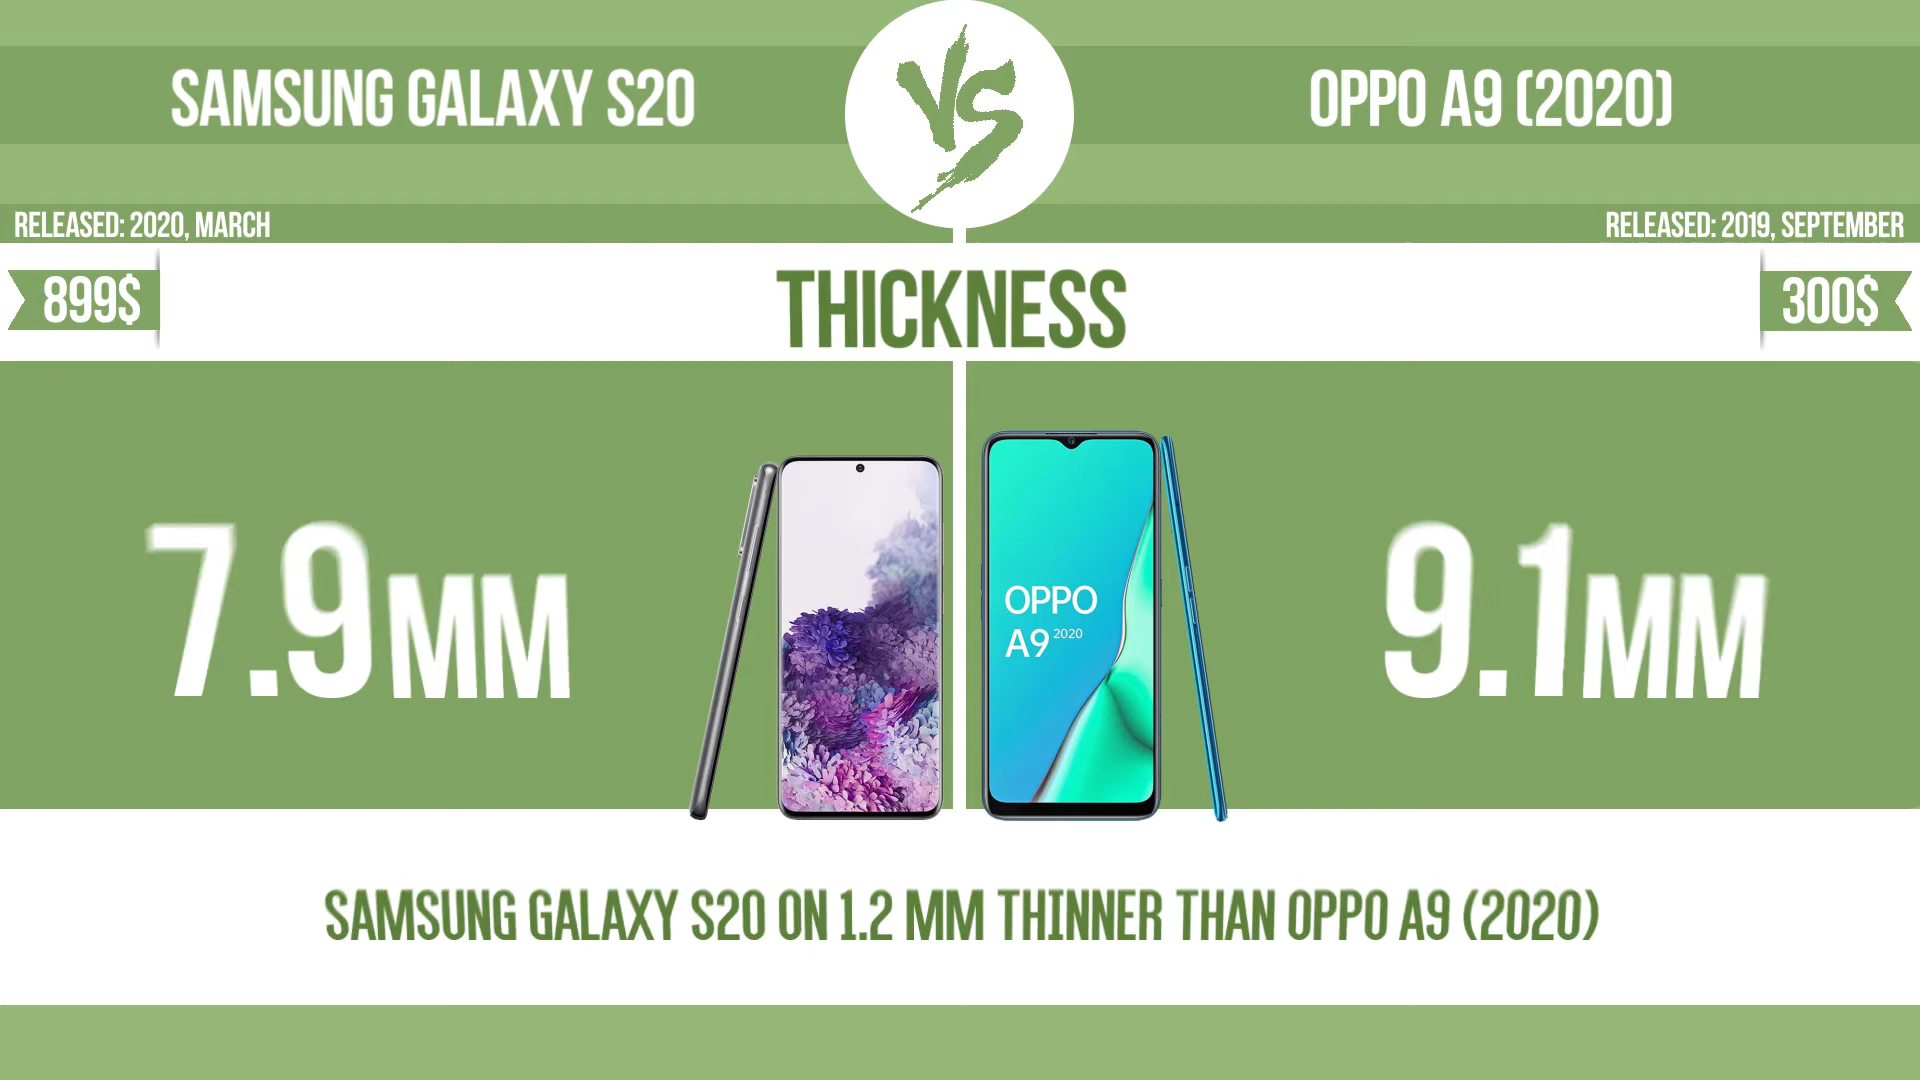 SAMSUNG GALAXY S20
VS
OPPO A9 (2020)
RELEASED: 2020, MARCH
RELEASED: 2019, SEPTEMBER
899$
THICKNESS
300$
7.9MM
OPPO
A9 2020
9.1MM
SAMSUNG GALAXY S20 ON 1.2 MM THINNER THAN OPPO A9 (2020)